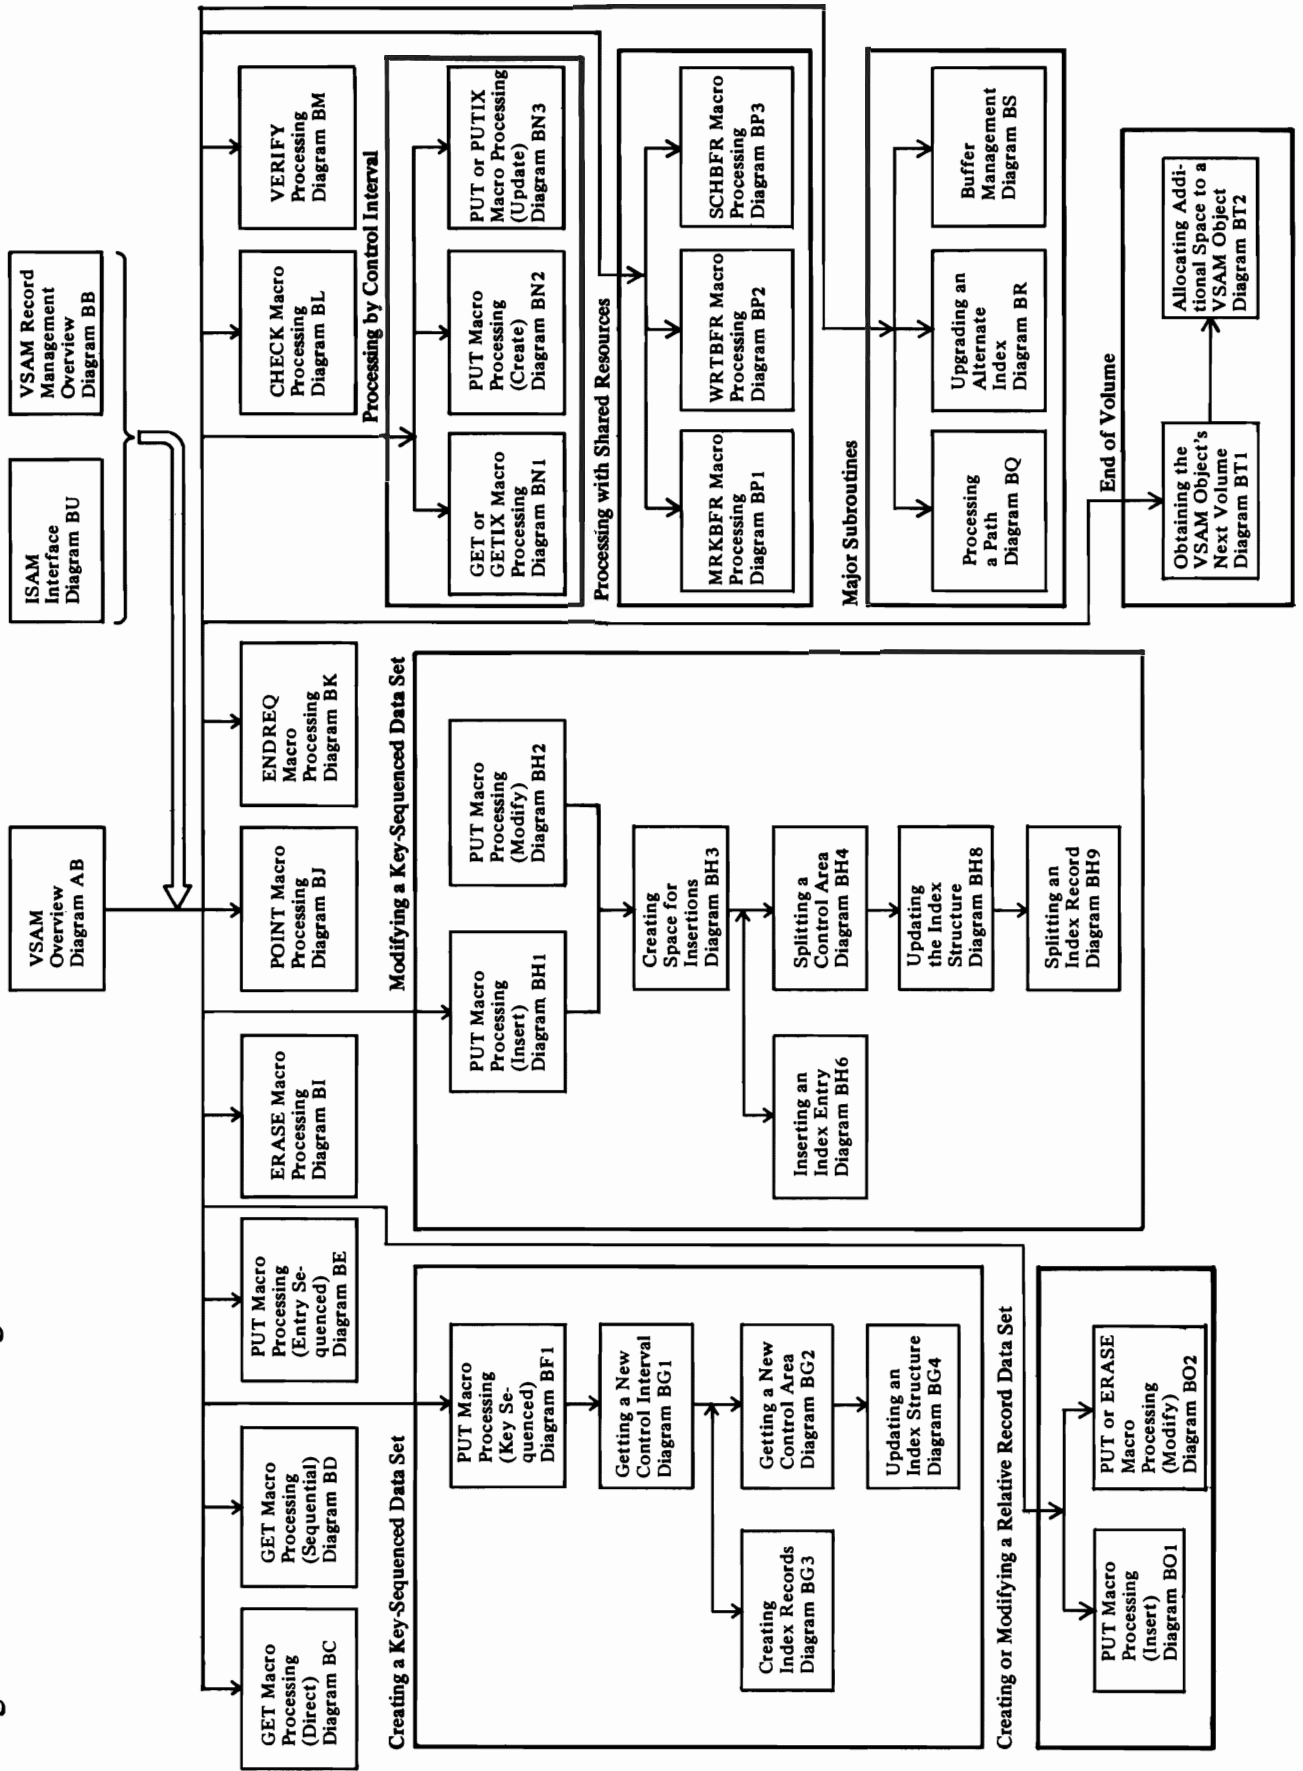 VSAM
Overview
Diagram AB
ISAM
Interface
Diagram BU
VSAM Record
Management
Overview
Diagram BB
GET Macro
Processing
(Direct)
Diagram BC
GET Macro
Processing
(Sequential)
Diagram BD
PUT Macro
Processing
(Entry Se-
quenced)
Diagram BE
ERASE Macro
Processing
Diagram BI
POINT Macro
Processing
Diagram BJ
ENDREQ
Macro
Processing
Diagram BK
CHECK Macro
Processing
Diagram BL
VERIFY
Processing
Diagram BM
Creating a Key-Sequenced Data Set
PUT Macro
Processing
(Key Se-
quenced)
Diagram BF1
Getting a New
Control Interval
Diagram BG1
Creating
Index Records
Diagram BG3
Getting a New
Control Area
Diagram BG2
Updating an
Index Structure
Diagram BG4
Creating or Modifying a Relative Record Data Set
PUT Macro
Processing
(Insert)
Diagram BO1
PUT or ERASE
Macro
Processing
(Modify)
Diagram BO2
Modifying a Key-Sequenced Data Set
PUT Macro
Processing
(Insert)
Diagram BH1
PUT Macro
Processing
(Modify)
Diagram BH2
Creating
Space for
Insertions
Diagram BH3
Inserting an
Index Entry
Diagram BH6
Splitting a
Control Area
Diagram BH4
Updating
the Index
Structure
Diagram BH8
Splitting an
Index Record
Diagram BH9
Processing by Control Interval
GET or
GETIX Macro
Processing
Diagram BN1
PUT Macro
Processing
(Create)
Diagram BN2
PUT or PUTIX
Macro Processing
(Update)
Diagram BN3
Processing with Shared Resources
MRKBFR Macro
Processing
Diagram BP1
WRTBFR Macro
Processing
Diagram BP2
SCHBFR Macro
Processing
Diagram BP3
Major Subroutines
Processing
a Path
Diagram BQ
Upgrading an
Alternate
Index
Diagram BR
Buffer
Management
Diagram BS
End of Volume
Obtaining the
VSAM Object's
Next Volume
Diagram BT1
Allocating Addi-
tional Space to a
VSAM Object
Diagram BT2